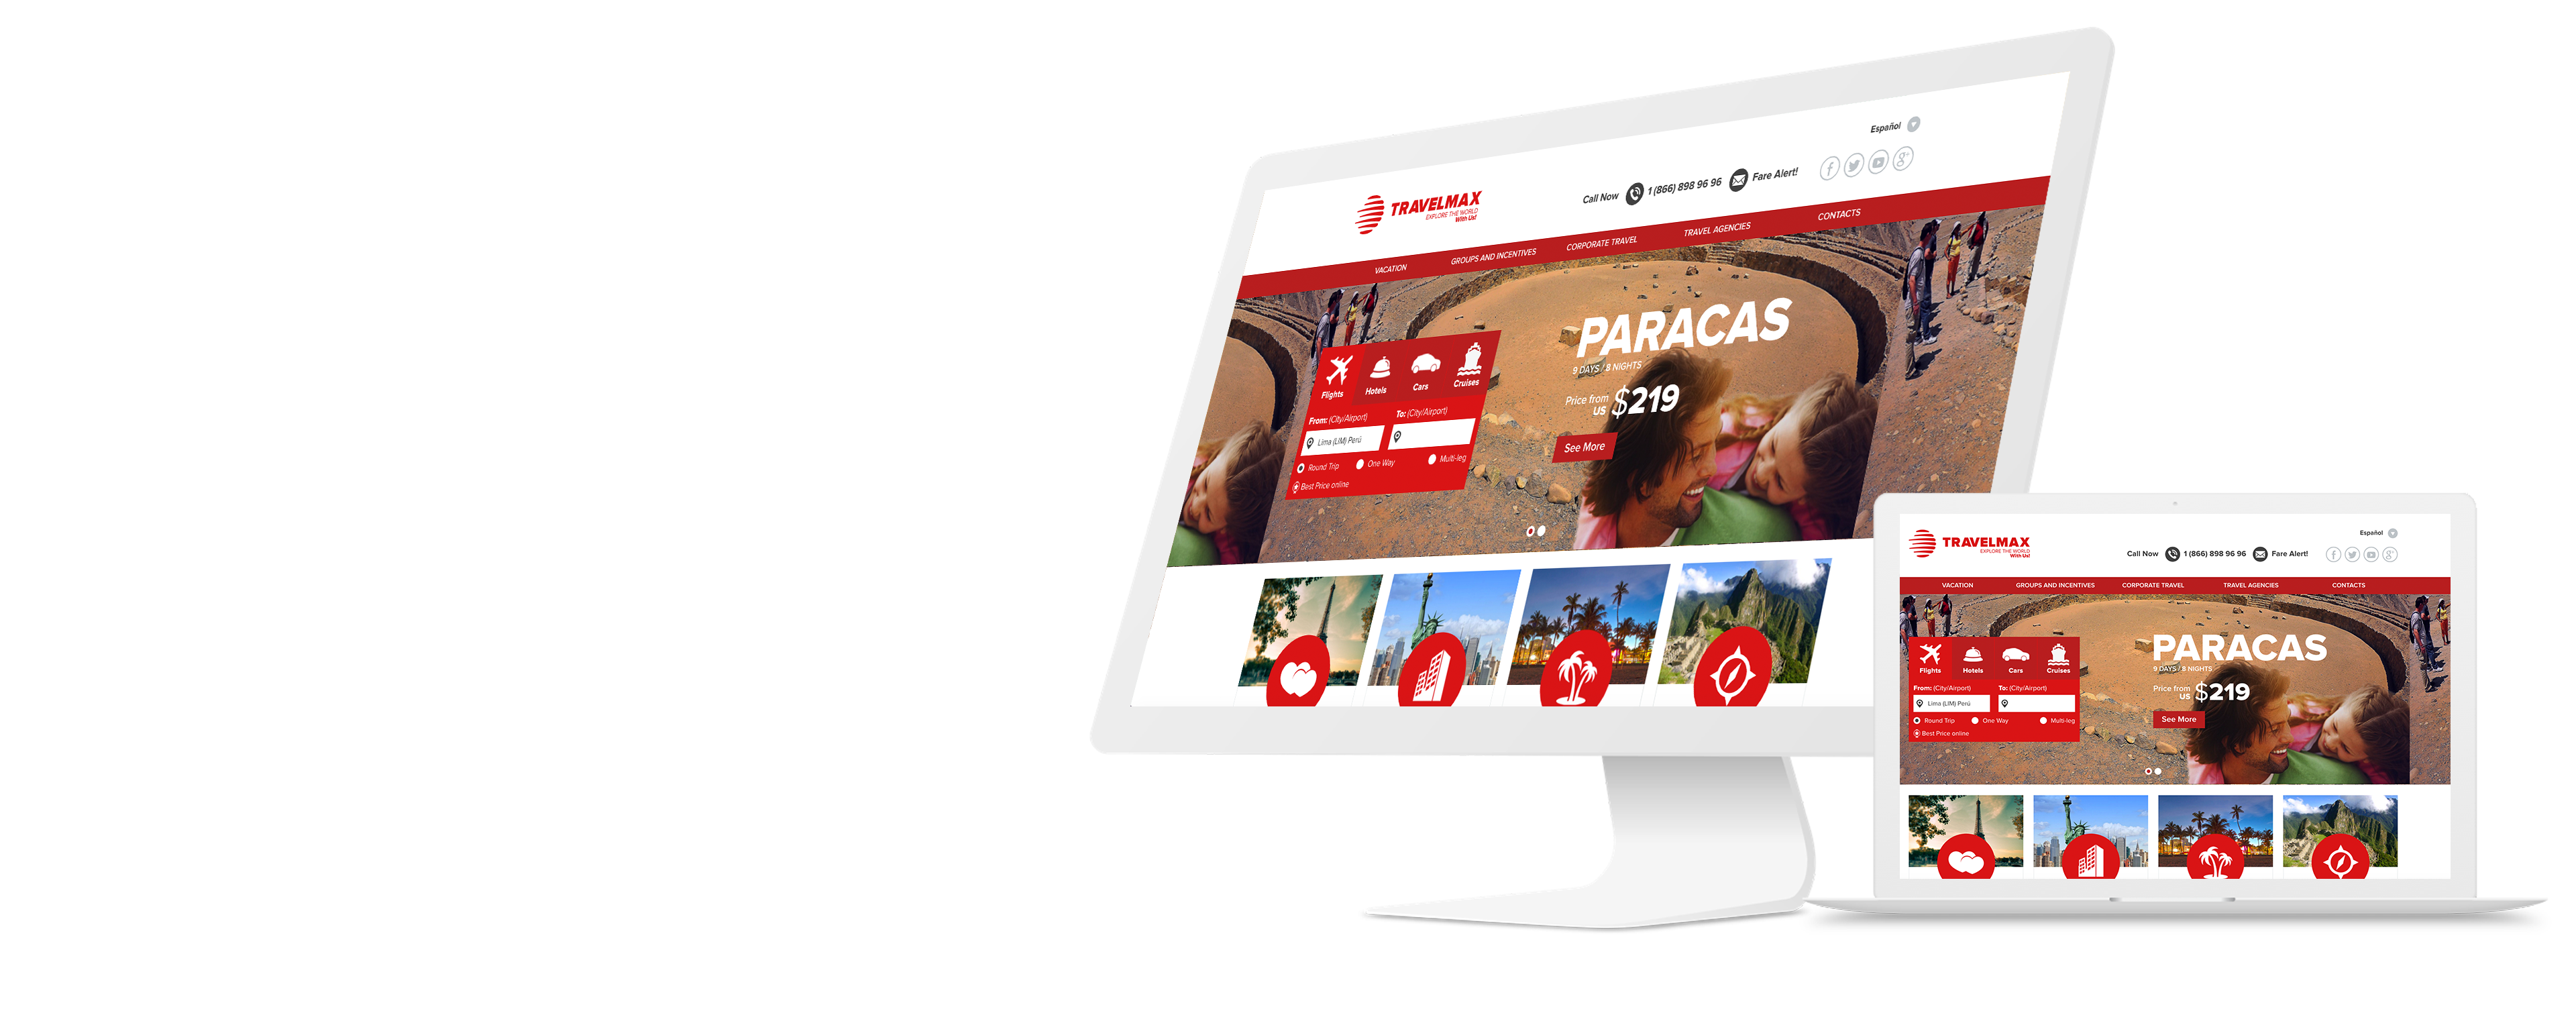 Español
TRAVELMAX
EXPLORE THE WORLD
With Us!
Call Now 1 (866) 898 96 96 Fare Alert!
VACATION GROUPS AND INCENTIVES CORPORATE TRAVEL TRAVEL AGENCIES CONTACTS
PARACAS
9 DAYS / 8 NIGHTS
Price from
US $219
See More
Flights Hotels Cars Cruises
From: (City/Airport) To: (City/Airport)
Lima (LIM) Perú
Round Trip One Way Multi-leg
Best Price online
Español
TRAVELMAX
EXPLORE THE WORLD
With Us!
Call Now 1 (866) 898 96 96 Fare Alert!
VACATION GROUPS AND INCENTIVES CORPORATE TRAVEL TRAVEL AGENCIES CONTACTS
PARACAS
9 DAYS / 8 NIGHTS
Price from
US $219
See More
Flights Hotels Cars Cruises
From: (City/Airport) To: (City/Airport)
Lima (LIM) Perú
Round Trip One Way Multi-leg
Best Price online